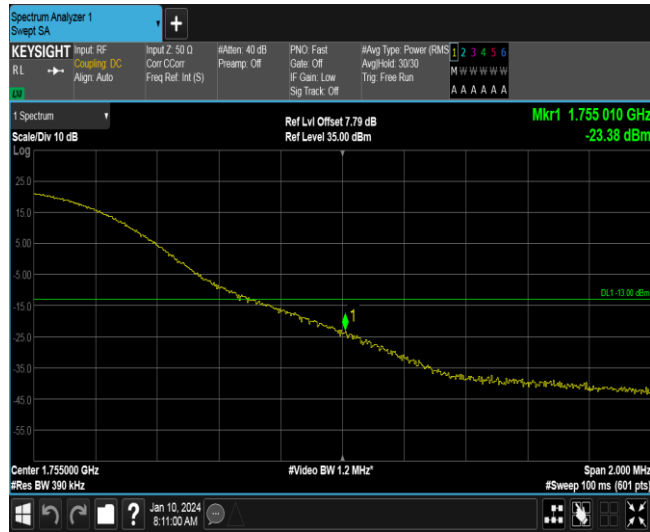 Spectrum Analyzer 1
Swept SA
+
KEYSIGHT
RL
LXI
Input: RF
Coupling: DC
Align: Auto
Input Z: 50 Ω
Corr CCorr
Freq Ref: Int (S)
#Atten: 40 dB
Preamp: Off
PNO: Fast
Gate: Off
IF Gain: Low
Sig Track: Off
#Avg Type: Power (RMS
Avg|Hold: 30/30
Trig: Free Run
1 2 3 4 5 6
M W W W W W
A A A A A A
1 Spectrum
Scale/Div 10 dB
Log
Ref Lvl Offset 7.79 dB
Ref Level 35.00 dBm
Mkr1 1.755 010 GHz
-23.38 dBm
25.0
15.0
5.00
-5.00
DL1 -13.00 dBm
-15.0
1
-25.0
-35.0
-45.0
-55.0
Center 1.755000 GHz
#Res BW 390 kHz
#Video BW 1.2 MHz*
Span 2.000 MHz
#Sweep 100 ms (601 pts)
?
Jan 10, 2024
8:11:00 AM